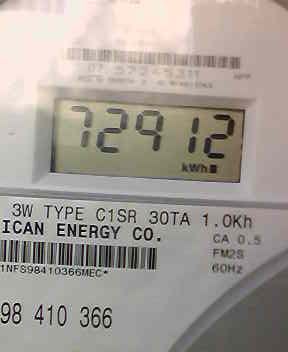 72912
kWh
3W TYPE C1SR 30TA 1.0Kh
ICAN ENERGY CO.
CA 0.5
FM2S
60Hz
1NFS98410366MEC*
98 410 366